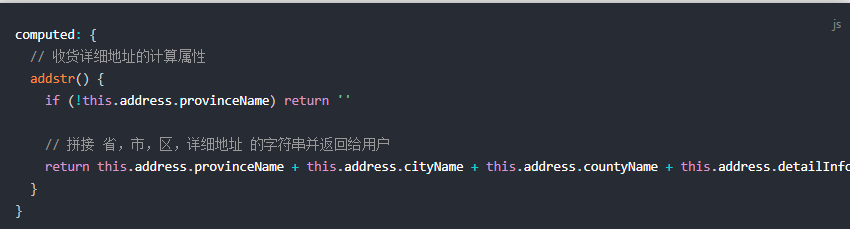 js
computed: {
// 收货详细地址的计算属性
addstr() {
if (!this.address.provinceName) return ''
// 拼接 省，市，区，详细地址 的字符串并返回给用户
return this.address.provinceName + this.address.cityName + this.address.countyName + this.address.detailInfo
}
}